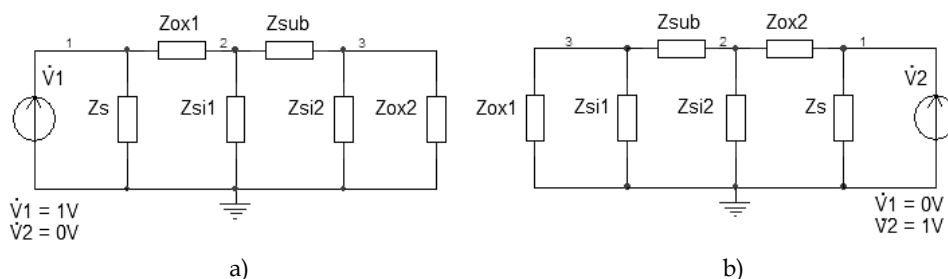 Zox1 Zsub
1 2 3
V̇1
Zs Zsi1 Zsi2 Zox2
V̇1 = 1V
V̇2 = 0V
a)
Zsub Zox2
3 2 1
V̇2
Zox1 Zsi1 Zsi2 Zs
V̇1 = 0V
V̇2 = 1V
b)